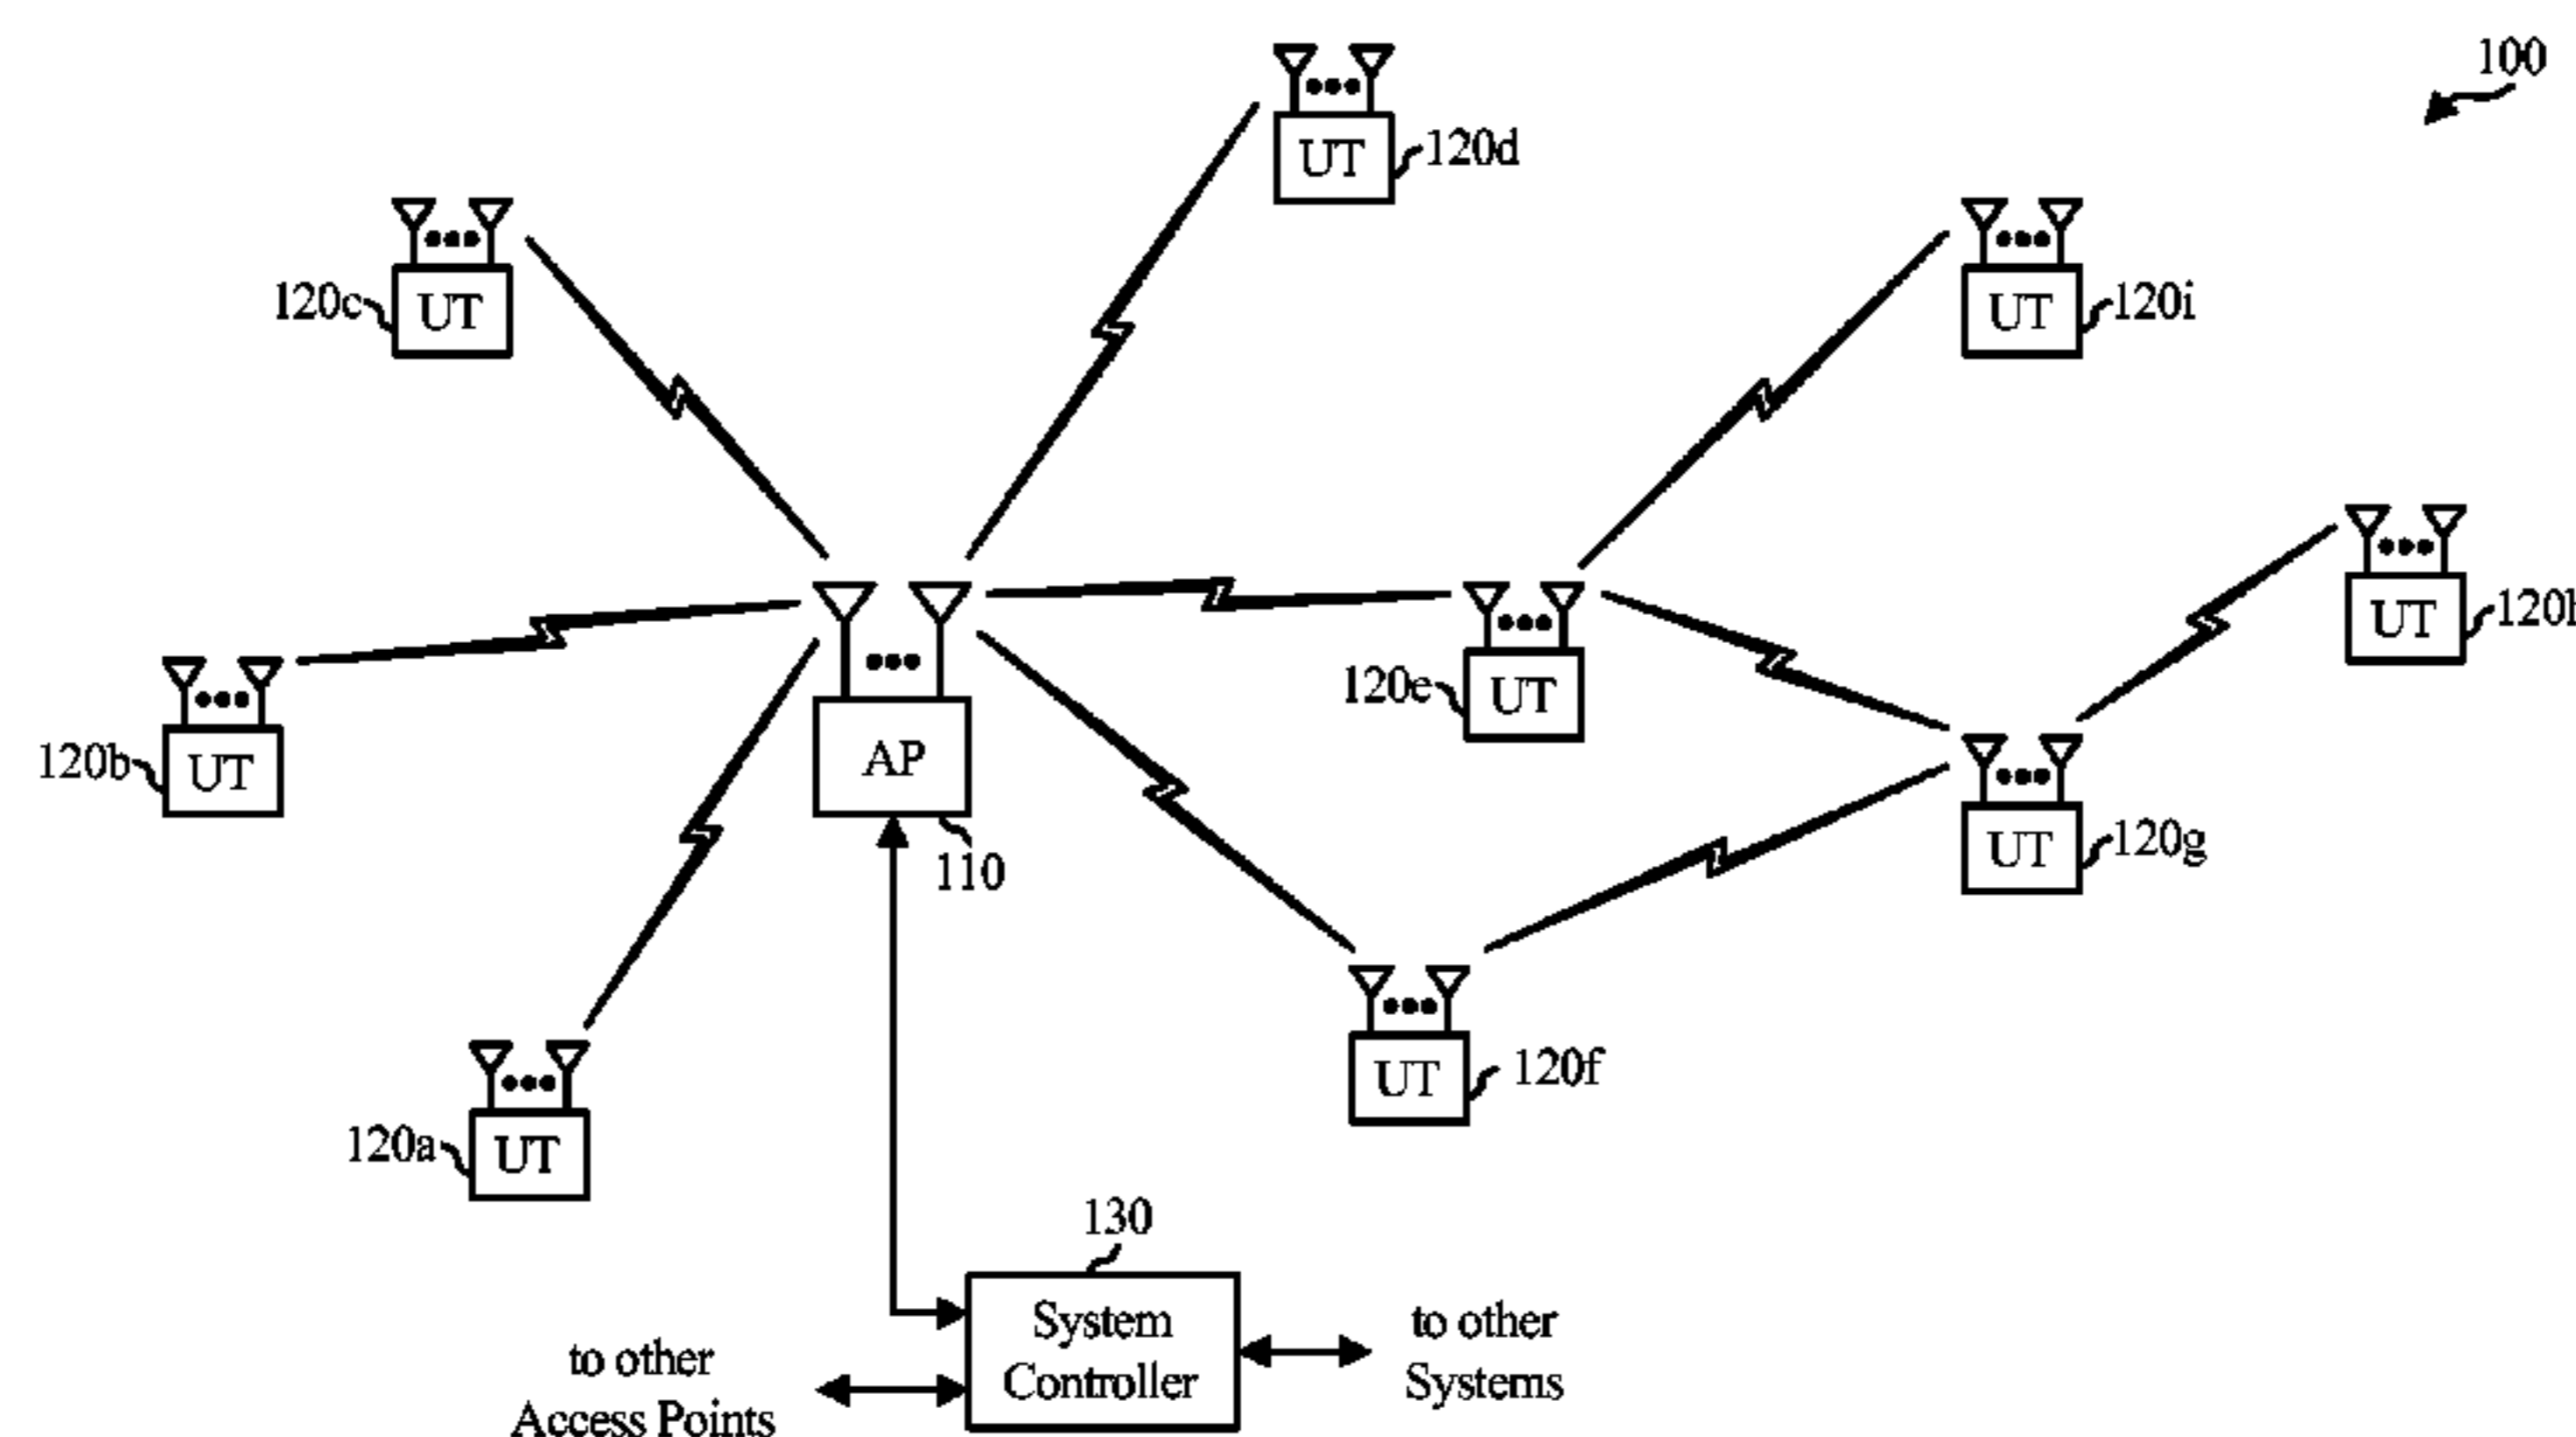 100
UT
120d
120c
UT
UT
120i
UT
120e
UT
120b
UT
AP
110
UT
120g
UT
120f
120a
UT
130
System
Controller
to other
Access Points
to other
Systems